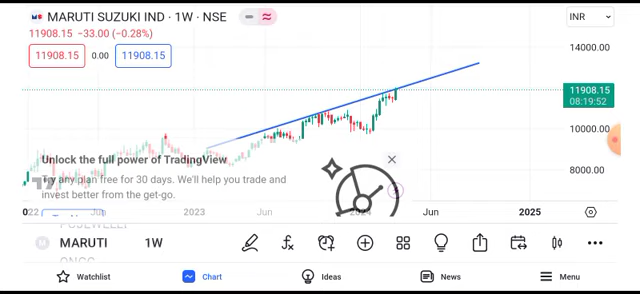 MARUTI SUZUKI IND · 1W · NSE
INR
11908.15 −33.00 (−0.28%)
11908.15 0.00 11908.15
14000.00
11908.15
08:19:52
10000.00
8000.00
Unlock the full power of TradingView
Try any plan free for 30 days. We'll help you trade and
invest better from the get-go.
2023 Jun 2024 Jun 2025
MARUTI 1W
ONGC
Watchlist Chart Ideas News Menu